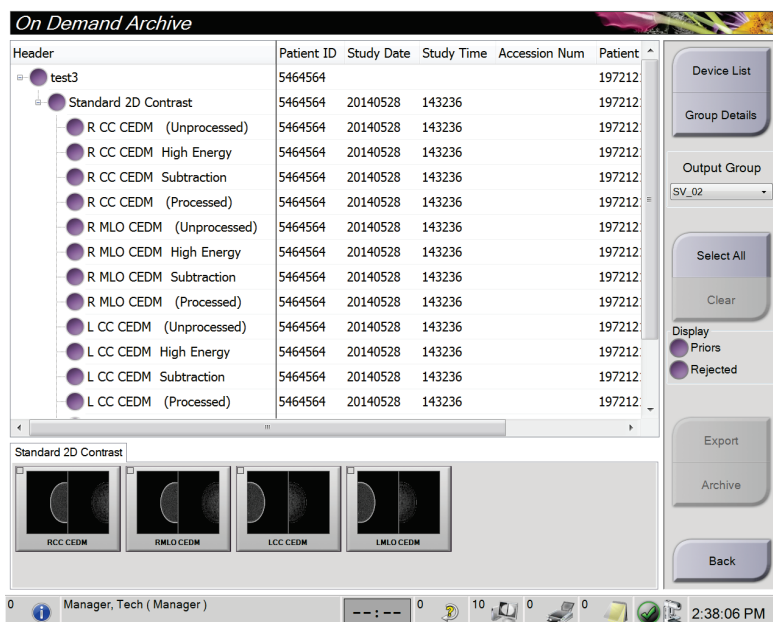 On Demand Archive
Header Patient ID Study Date Study Time Accession Num Patient
test3 5464564 197212
Standard 2D Contrast 5464564 20140528 143236 197212
R CC CEDM (Unprocessed) 5464564 20140528 143236 197212
R CC CEDM High Energy 5464564 20140528 143236 197212
R CC CEDM Subtraction 5464564 20140528 143236 197212
R CC CEDM (Processed) 5464564 20140528 143236 197212
R MLO CEDM (Unprocessed) 5464564 20140528 143236 197212
R MLO CEDM High Energy 5464564 20140528 143236 197212
R MLO CEDM Subtraction 5464564 20140528 143236 197212
R MLO CEDM (Processed) 5464564 20140528 143236 197212
L CC CEDM (Unprocessed) 5464564 20140528 143236 197212
L CC CEDM High Energy 5464564 20140528 143236 197212
L CC CEDM Subtraction 5464564 20140528 143236 197212
L CC CEDM (Processed) 5464564 20140528 143236 197212
Device List
Group Details
Output Group
SV_02
Select All
Clear
Display
Priors
Rejected
Export
Archive
Back
Standard 2D Contrast
RCC CEDM RMLO CEDM LCC CEDM LMLO CEDM
0 Manager, Tech ( Manager ) --:-- 0 10 0 0 2:38:06 PM